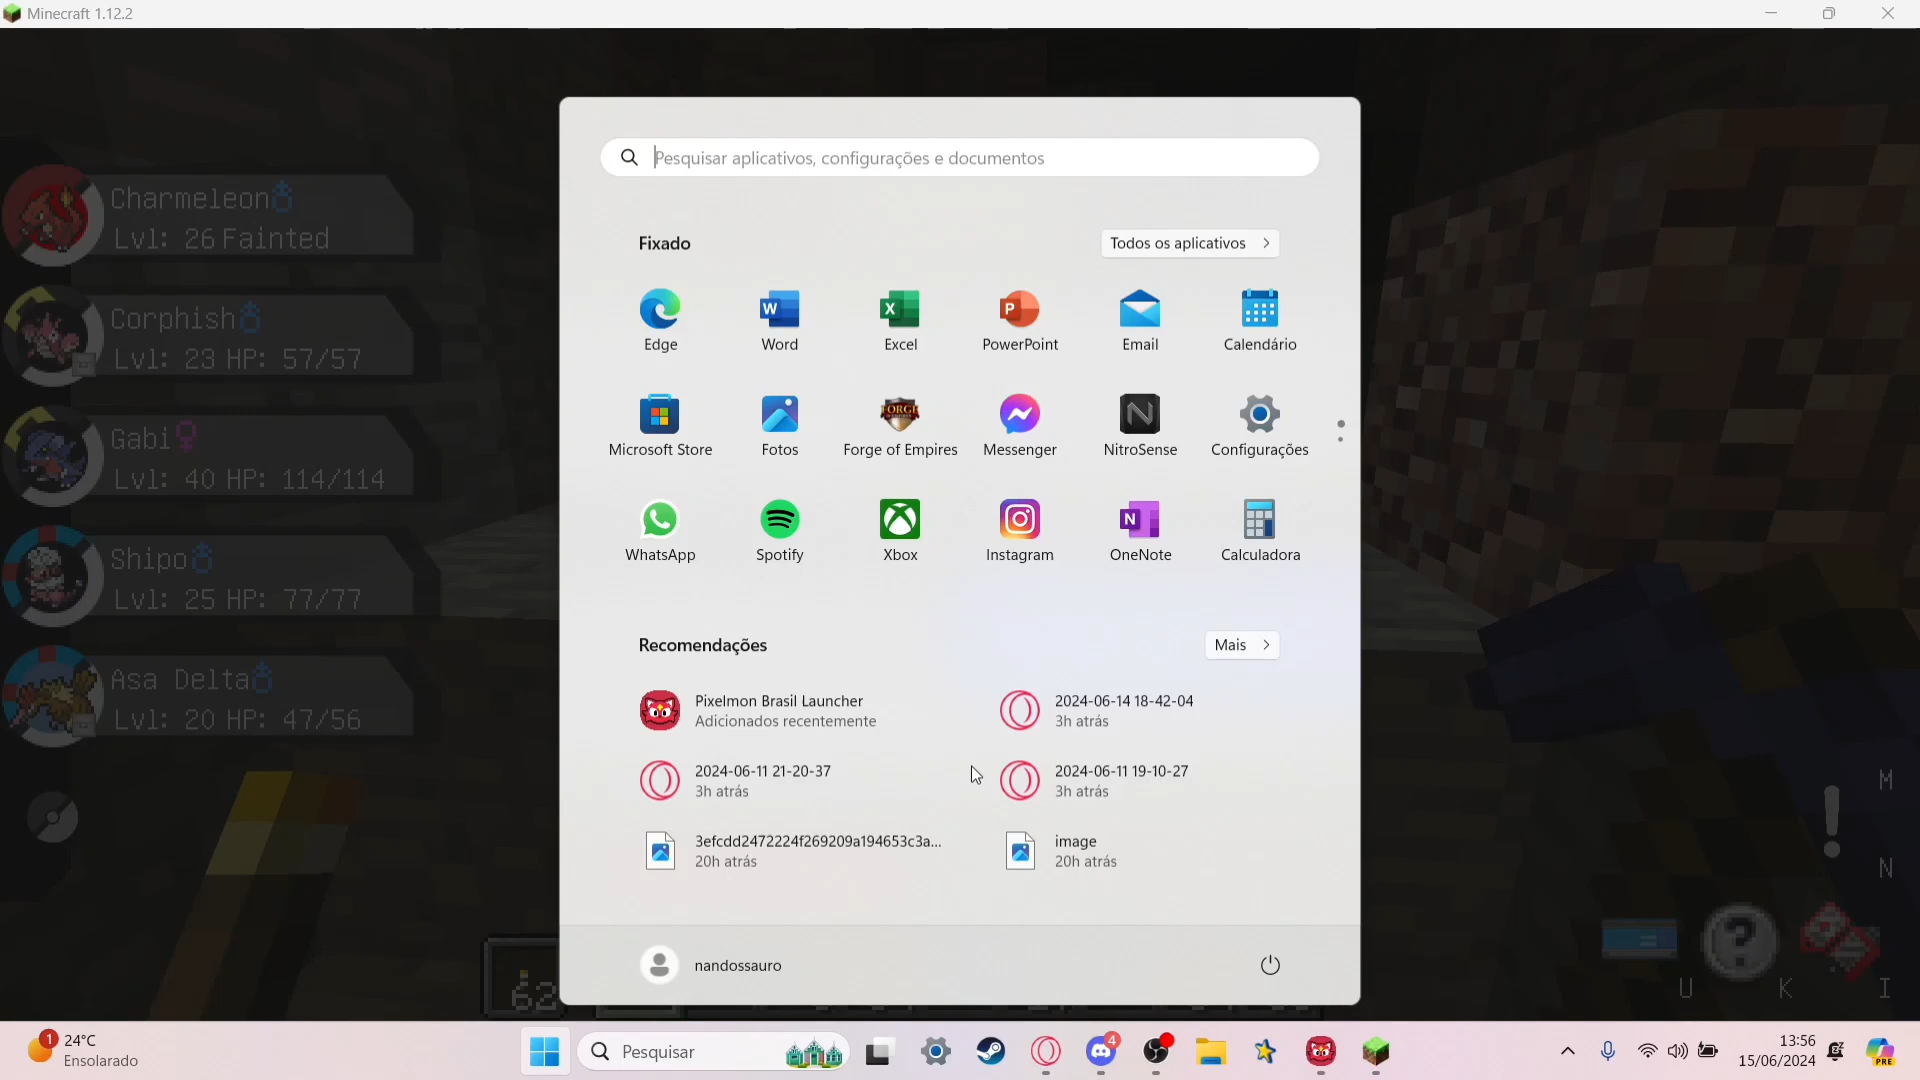 Minecraft 1.12.2
Pesquisar aplicativos, configurações e documentos
Fixado
Todos os aplicativos
Edge
Word
Excel
PowerPoint
Email
Calendário
Microsoft Store
Fotos
FORGE
Forge of Empires
Messenger
NitroSense
Configurações
WhatsApp
Spotify
Xbox
Instagram
OneNote
Calculadora
Recomendações
Mais
Pixelmon Brasil Launcher
Adicionados recentemente
2024-06-14 18-42-04
3h atrás
2024-06-11 21-20-37
3h atrás
2024-06-11 19-10-27
3h atrás
3efcdd2472224f269209a194653c3a...
20h atrás
image
20h atrás
nandossauro
Charmeleon
Lvl: 26 Fainted
Corphish
Lvl: 23 HP: 57/57
Gabi
Lvl: 40 HP: 114/114
Shipo
Lvl: 25 HP: 77/77
Asa Delta
Lvl: 20 HP: 47/56
62
M
N
U
K
I
1
24°C
Ensolarado
Pesquisar
4
13:56
15/06/2024
PRE